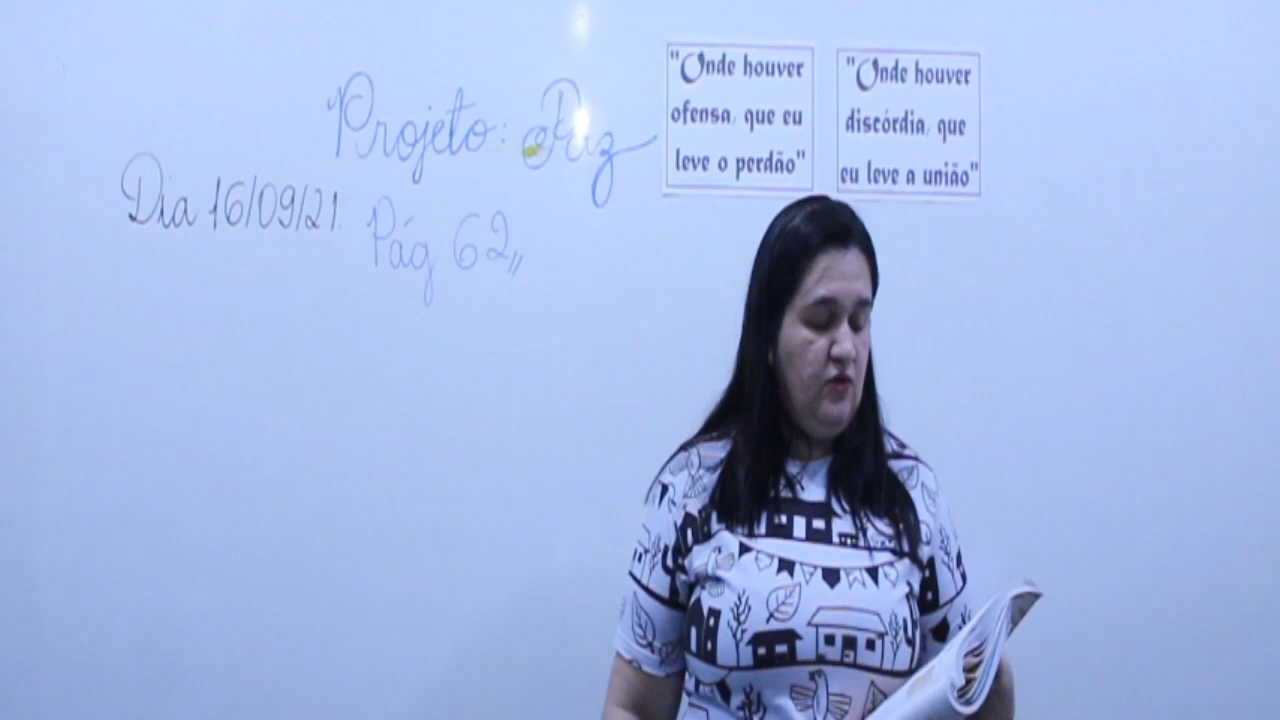 Projeto: Paz
Dia 16/09/21.
Pág 62,,
"Onde houver
ofensa, que eu
leve o perdão"
"Onde houver
discórdia, que
eu leve a união"